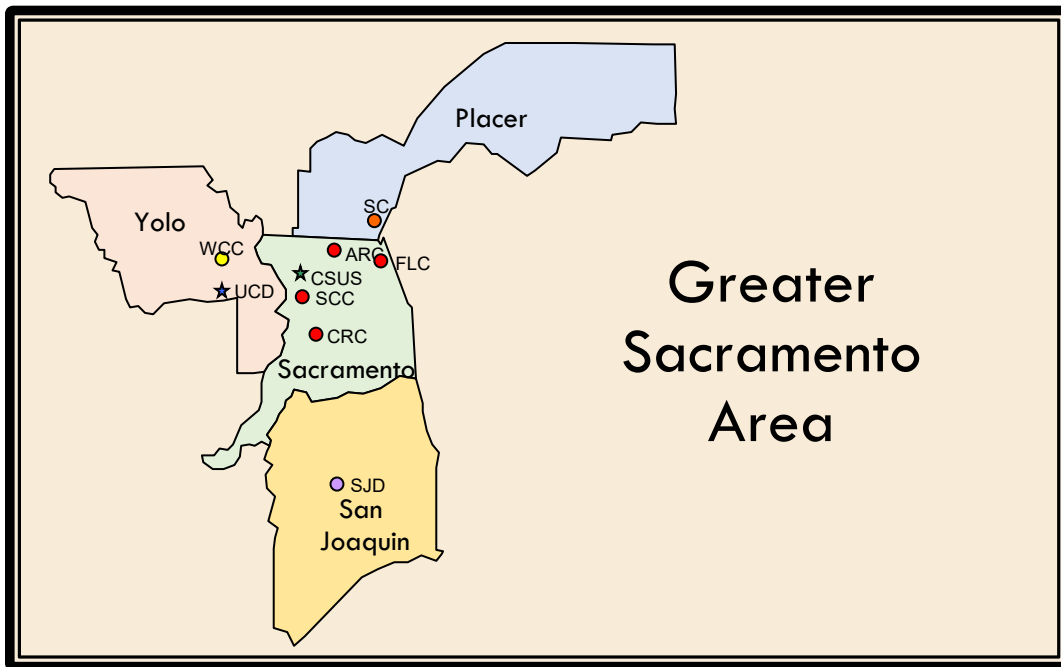 Placer
SC
Yolo
WCC
ARC
FLC
CSUS
UCD
SCC
CRC
Sacramento
SJD
San
Joaquin
Greater
Sacramento
Area